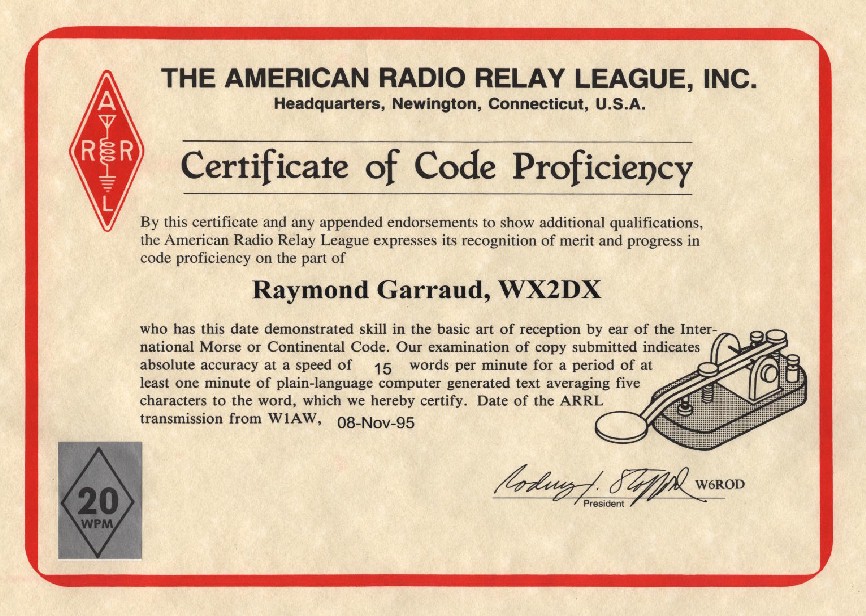 THE AMERICAN RADIO RELAY LEAGUE, INC.
Headquarters, Newington, Connecticut, U.S.A.
A
R R
L
Certificate of Code Proficiency
By this certificate and any appended endorsements to show additional qualifications,
the American Radio Relay League expresses its recognition of merit and progress in
code proficiency on the part of
Raymond Garraud, WX2DX
who has this date demonstrated skill in the basic art of reception by ear of the Inter-
national Morse or Continental Code. Our examination of copy submitted indicates
absolute accuracy at a speed of 15 words per minute for a period of at
least one minute of plain-language computer generated text averaging five
characters to the word, which we hereby certify. Date of the ARRL
transmission from W1AW, 08-Nov-95
20
WPM
W6ROD
President